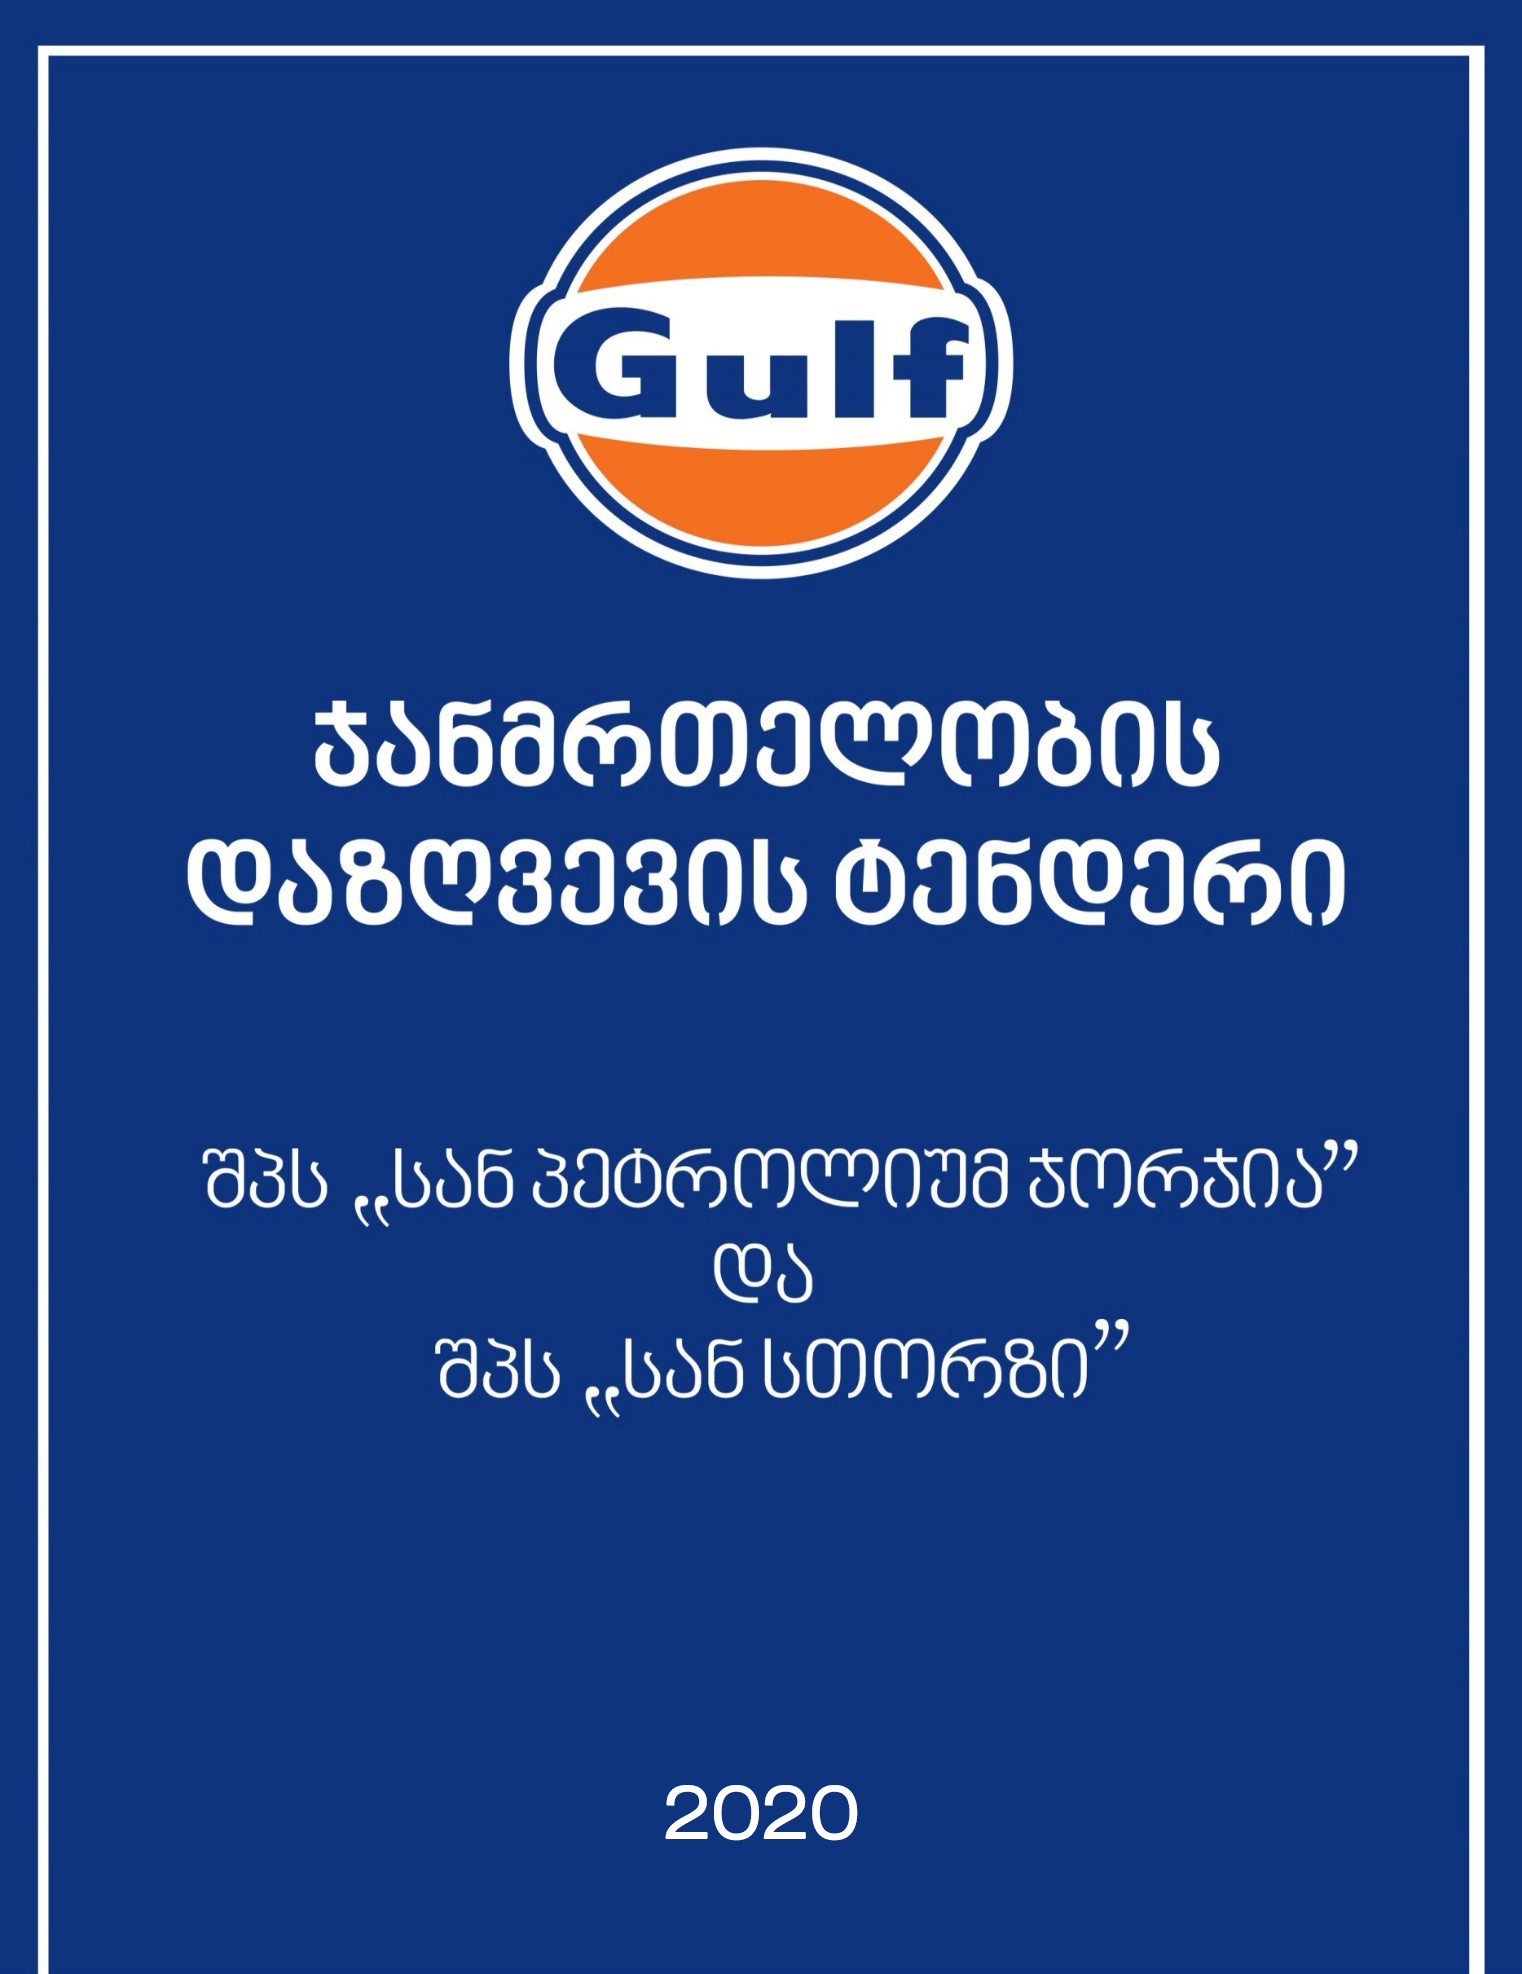 Gulf
ჯანმრთელობის
დაზღვევის ტენდერი
შპს „სან პეტროლიუმ ჯორჯია”
და
შპს „სან სთორზი”
2020